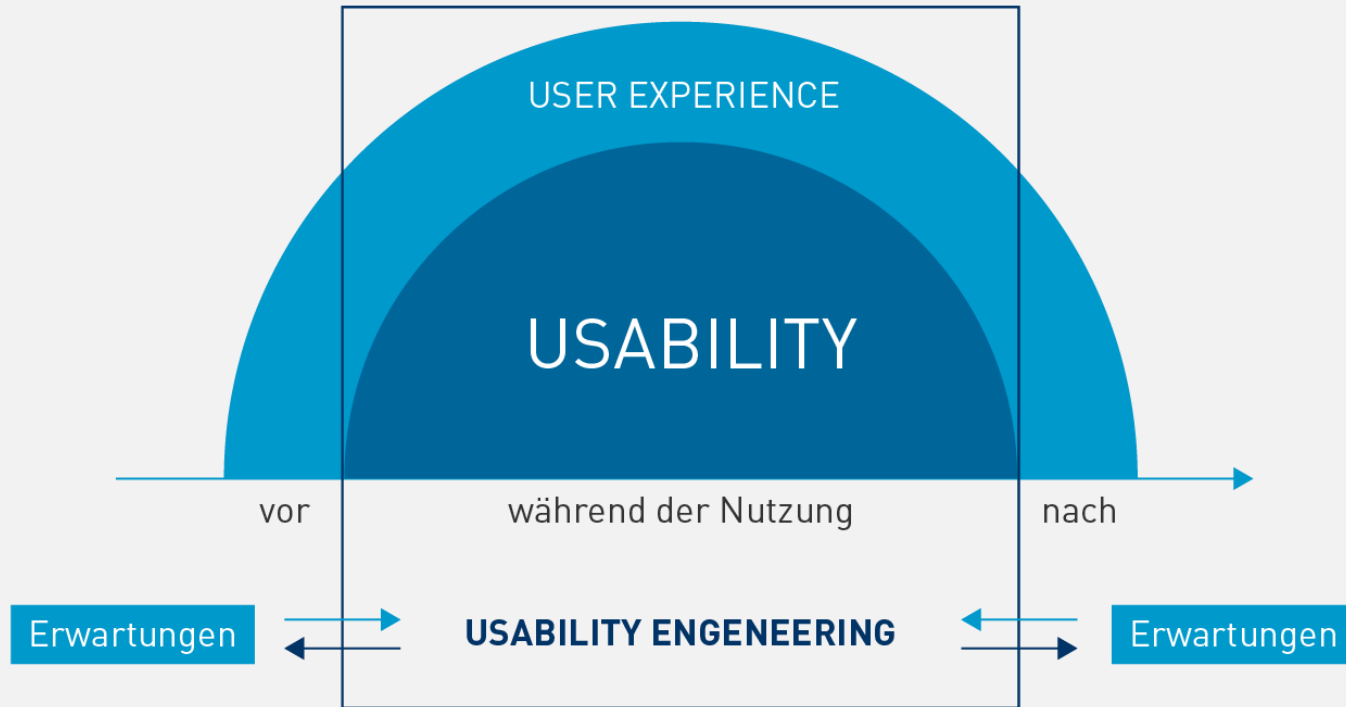 USER EXPERIENCE
USABILITY
vor
während der Nutzung
nach
Erwartungen
USABILITY ENGENEERING
Erwartungen